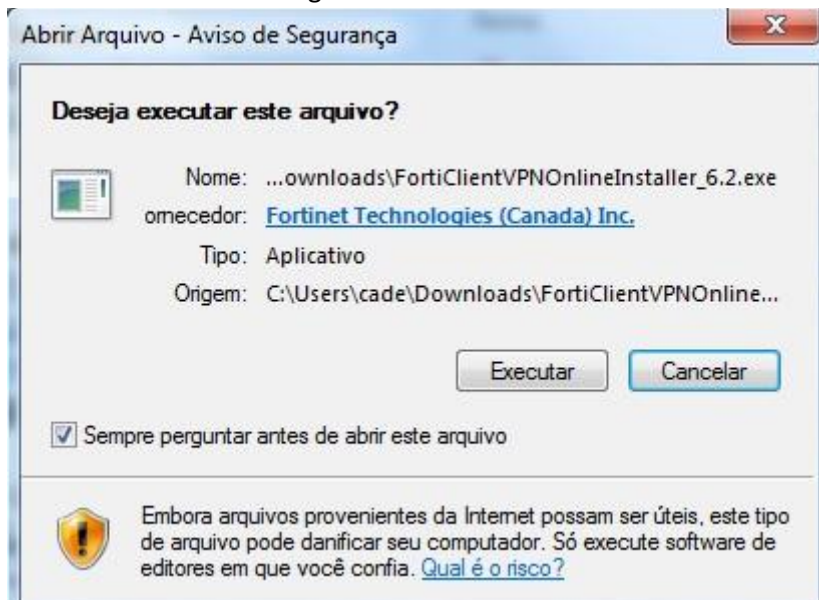 Abrir Arquivo - Aviso de Segurança
Deseja executar este arquivo?
Nome: ...ownloads\FortiClientVPNOnlineInstaller_6.2.exe
omecedor: Fortinet Technologies (Canada) Inc.
Tipo: Aplicativo
Origem: C:\Users\cade\Downloads\FortiClientVPNOnline...
Executar Cancelar
Sempre perguntar antes de abrir este arquivo
Embora arquivos provenientes da Internet possam ser úteis, este tipo
de arquivo pode danificar seu computador. Só execute software de
editores em que você confia. Qual é o risco?